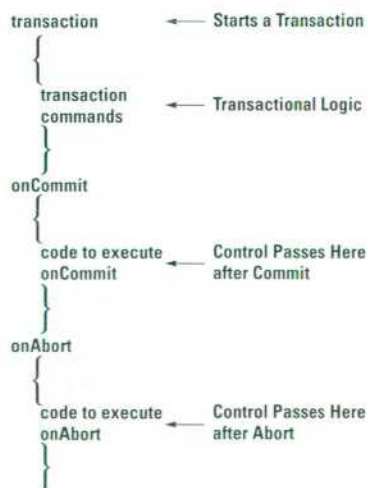 transaction ← Starts a Transaction
{
transaction ← Transactional Logic
commands
}
onCommit
{
code to execute ← Control Passes Here
onCommit after Commit
}
onAbort
{
code to execute ← Control Passes Here
onAbort after Abort
}